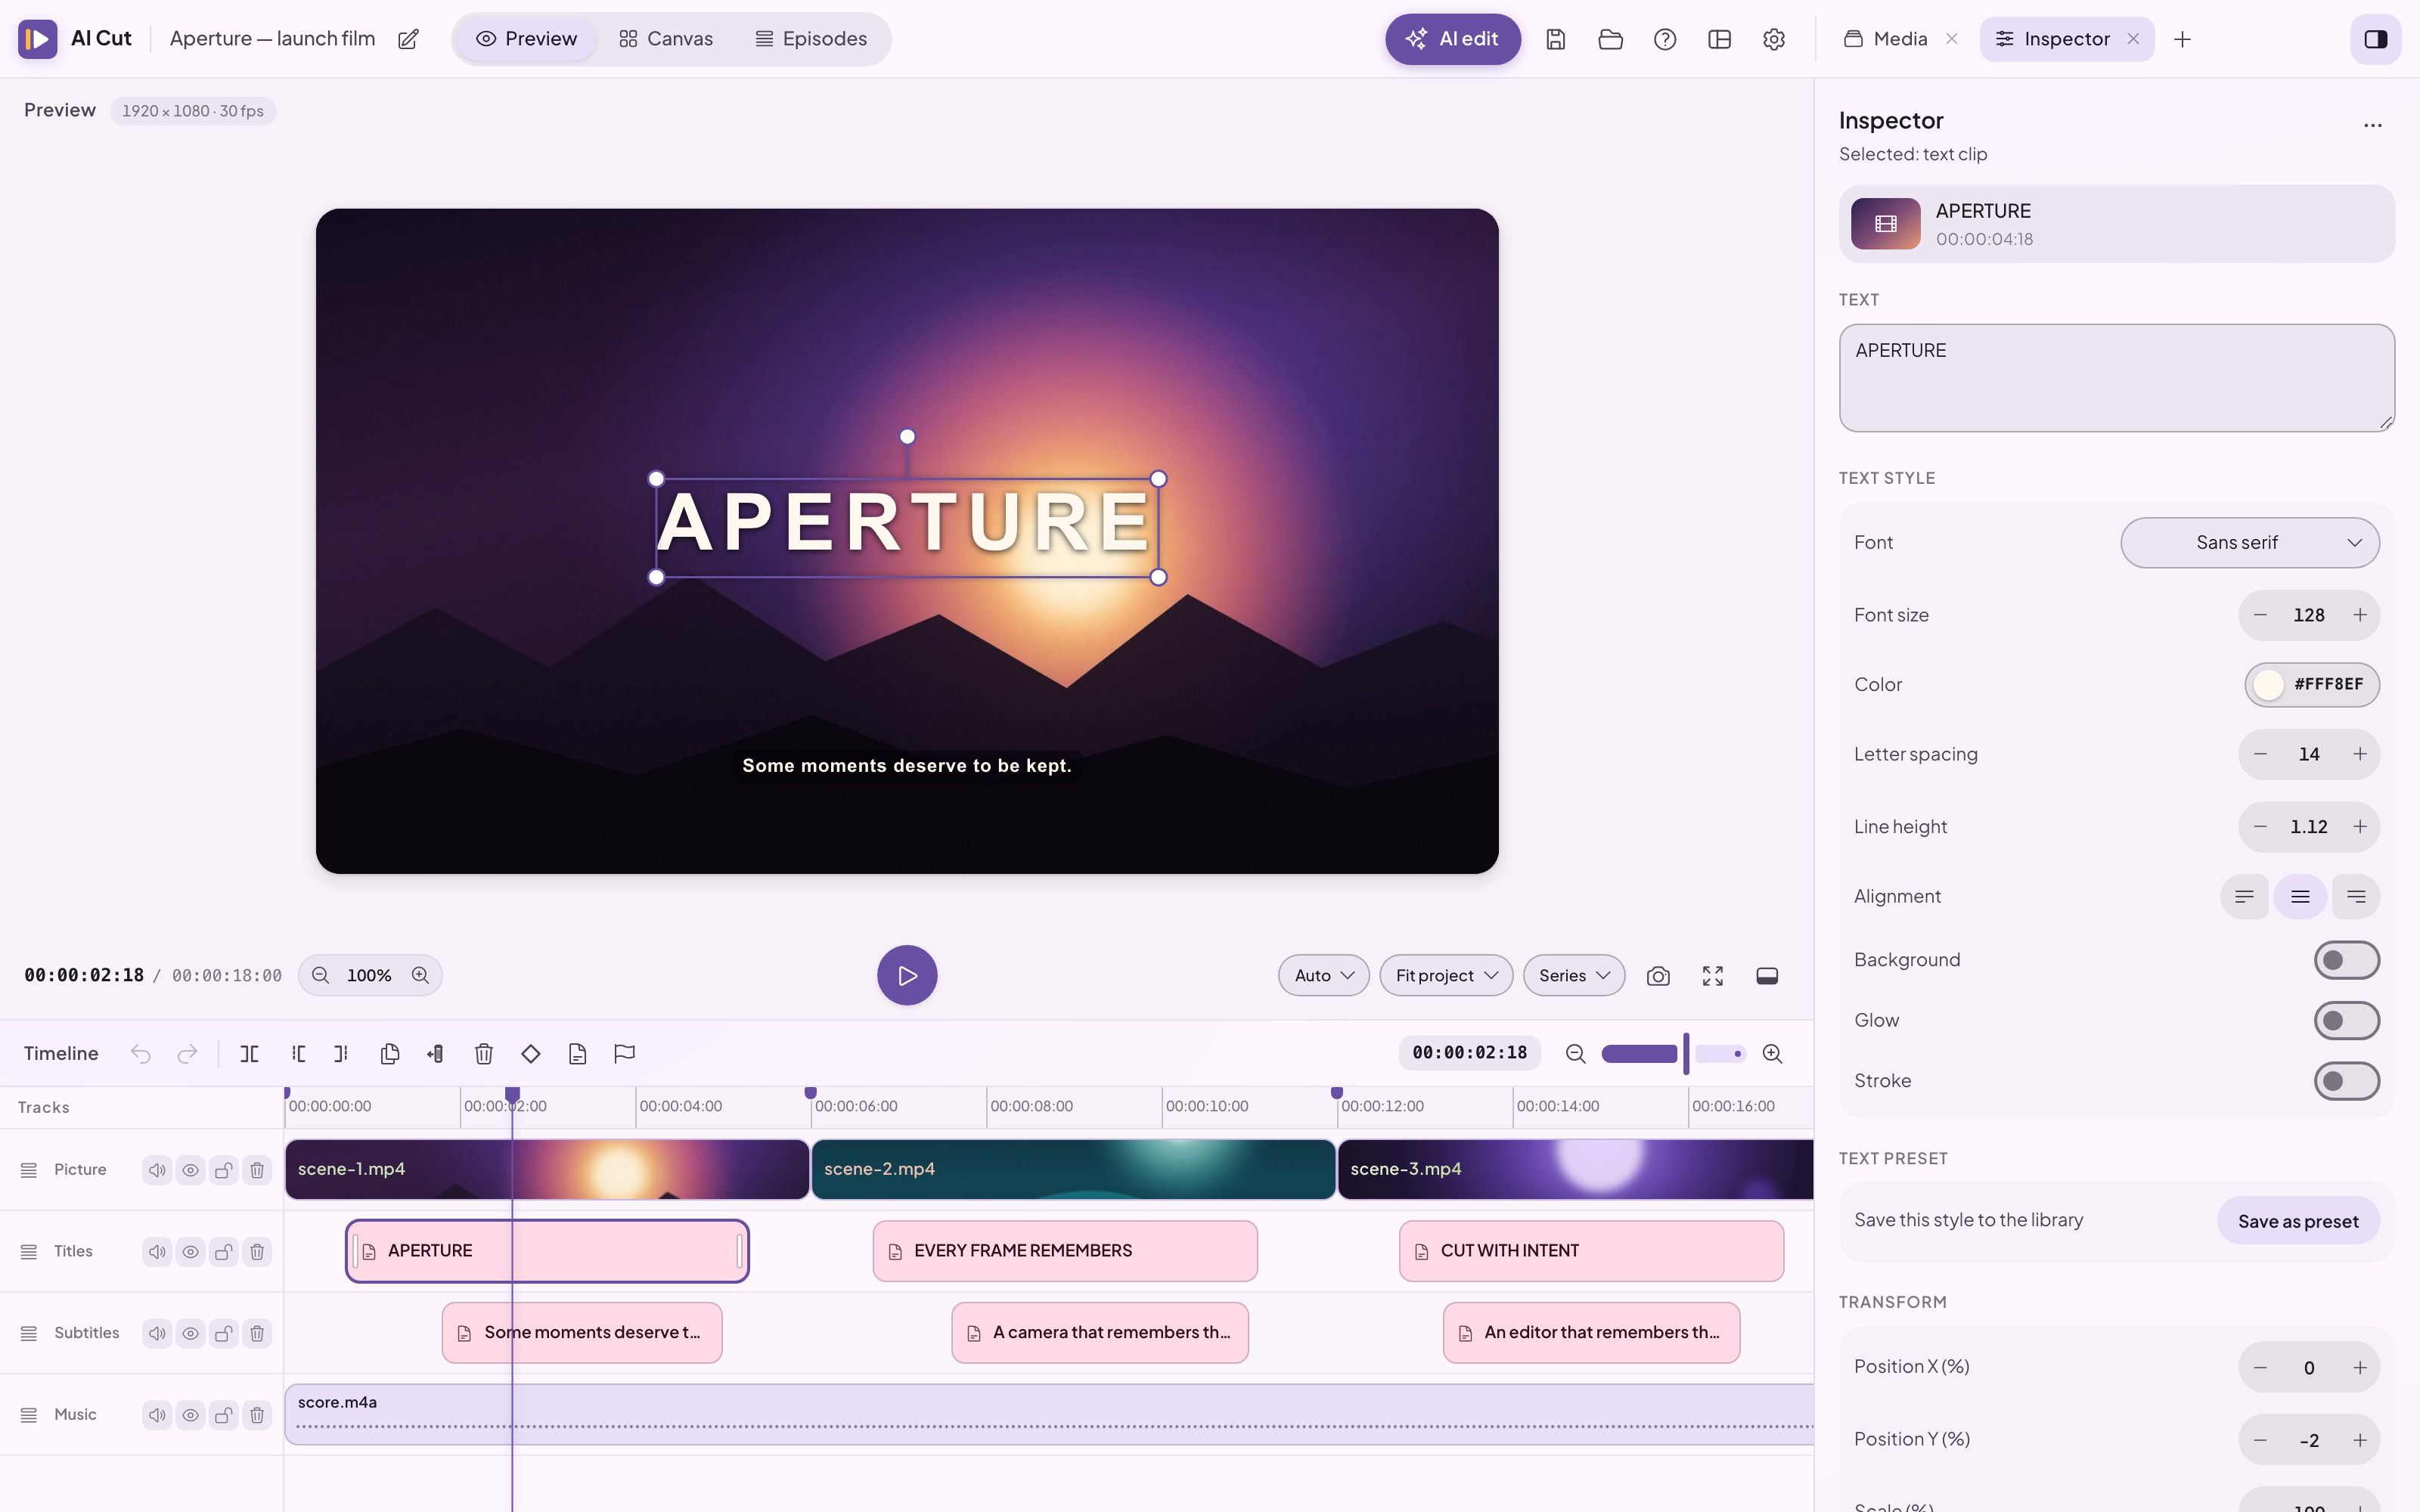 AI Cut
Aperture — launch film
Preview
Canvas
Episodes
AI edit
Media
Inspector
Preview
1920 × 1080 · 30 fps
APERTURE
Some moments deserve to be kept.
00:00:02:18 / 00:00:18:00
100%
Auto
Fit project
Series
Inspector
Selected: text clip
APERTURE
00:00:04:18
TEXT
APERTURE
TEXT STYLE
Font
Sans serif
Font size
128
Color
#FFF8EF
Letter spacing
14
Line height
1.12
Alignment
Background
Glow
Stroke
TEXT PRESET
Save this style to the library
Save as preset
TRANSFORM
Position X (%)
0
Position Y (%)
-2
Scale (%)
100
Timeline
00:00:02:18
Tracks
00:00:00:00
00:00:02:00
00:00:04:00
00:00:06:00
00:00:08:00
00:00:10:00
00:00:12:00
00:00:14:00
00:00:16:00
Picture
scene-1.mp4
scene-2.mp4
scene-3.mp4
Titles
APERTURE
EVERY FRAME REMEMBERS
CUT WITH INTENT
Subtitles
Some moments deserve t...
A camera that remembers th...
An editor that remembers th...
Music
score.m4a